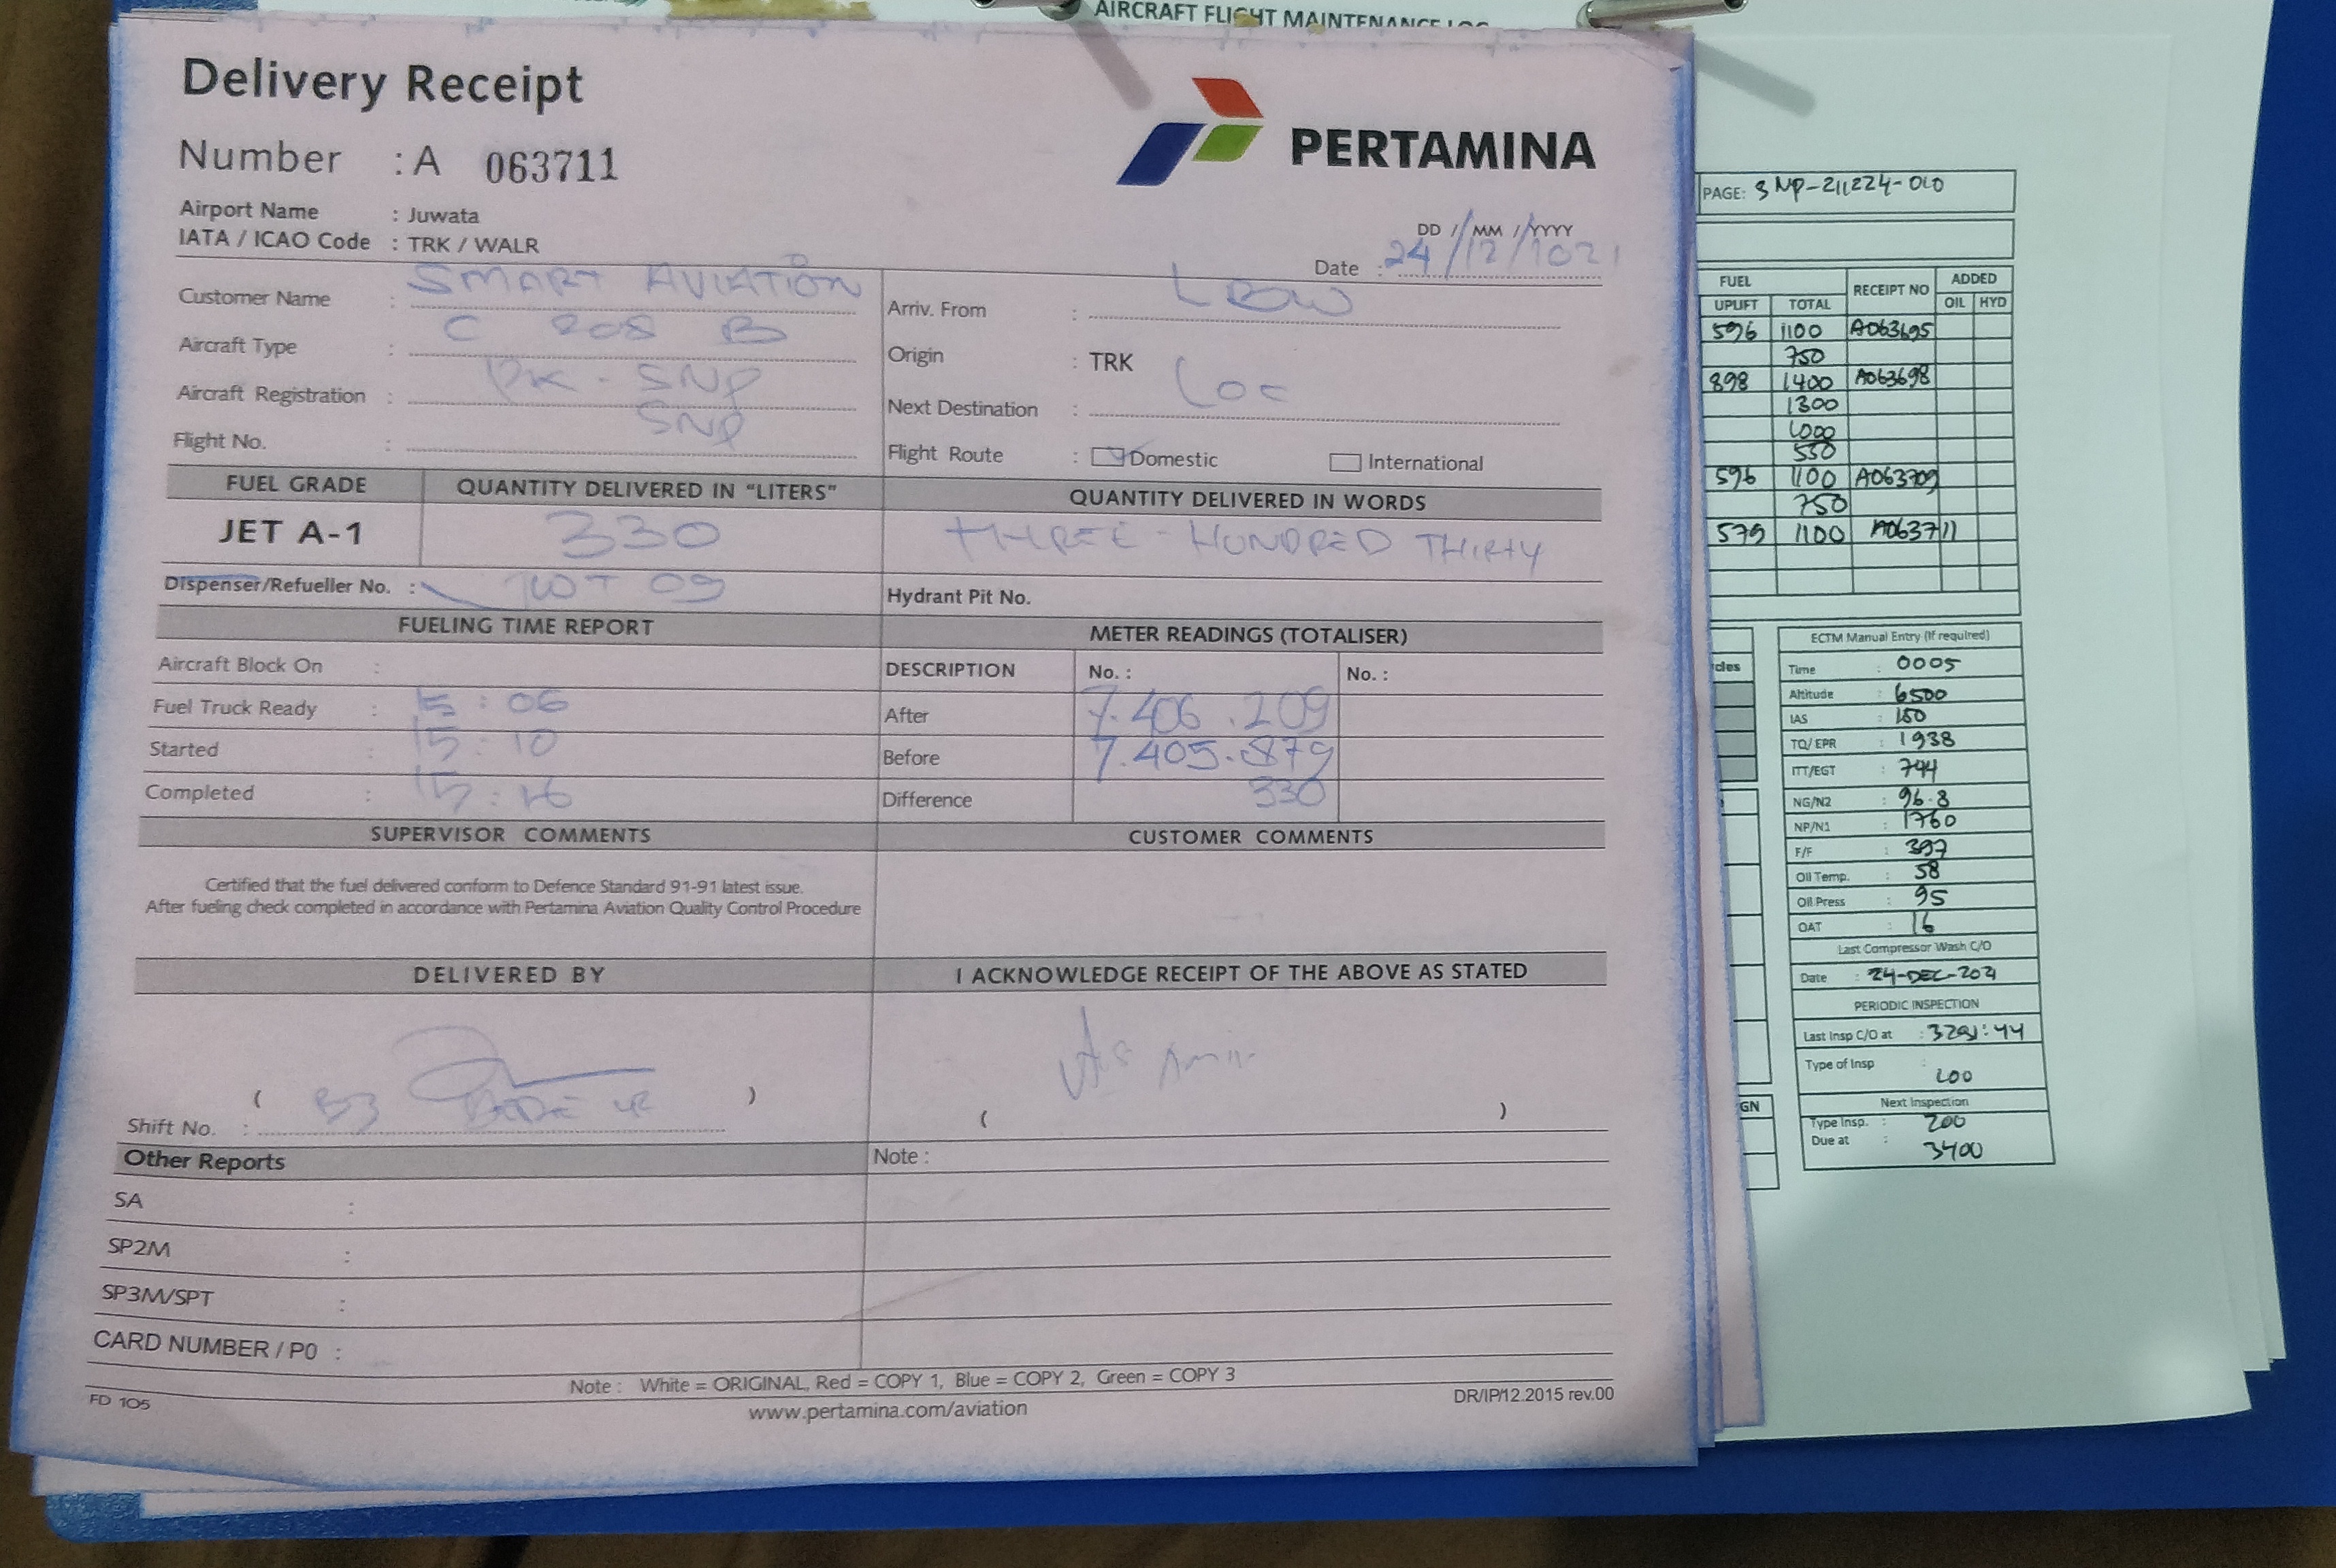 AIRCRAFT FLIGHT MAINTENANCE LOG
Delivery Receipt
Number : A 063711
PERTAMINA
Airport Name : Juwata
IATA / ICAO Code : TRK / WALR
DD / MM / YYYY
Date : 24/12/2021
Customer Name : SMART AVIATION
Arriv. From : LBW
Aircraft Type : C 208 B
Origin : TRK
Aircraft Registration : PK - SNP
Next Destination : LOC
Flight No. : SNP
Flight Route : Domestic International
FUEL GRADE QUANTITY DELIVERED IN "LITERS" QUANTITY DELIVERED IN WORDS
JET A-1 330 THREE - HUNDRED THIRTY
Dispenser/Refueller No. : 09
Hydrant Pit No.
FUELING TIME REPORT METER READINGS (TOTALISER)
Aircraft Block On :
DESCRIPTION No. : No. :
Fuel Truck Ready : 15 : 06
After 7.406.209
Started : 15 : 10
Before 7.405.879
Completed : 15 : 16
Difference 330
SUPERVISOR COMMENTS CUSTOMER COMMENTS
Certified that the fuel delivered conform to Defence Standard 91-91 latest issue.
After fueling check completed in accordance with Pertamina Aviation Quality Control Procedure
DELIVERED BY I ACKNOWLEDGE RECEIPT OF THE ABOVE AS STATED
( )
Shift No. :
( )
Other Reports Note :
SA :
SP2M :
SP3M/SPT :
CARD NUMBER / P0 :
Note : White = ORIGINAL, Red = COPY 1, Blue = COPY 2, Green = COPY 3
FD 105
www.pertamina.com/aviation
DR/IP/12.2015 rev.00
PAGE: SNP-211224-010
FUEL RECEIPT NO ADDED
UPLIFT TOTAL OIL HYD
596 1100 A063695
750
898 1400 A063698
1300
1000
550
596 1100 A063709
750
579 1100 A063711
cles
GN
ECTM Manual Entry (If required)
Time : 0005
Altitude : 6500
IAS : 150
TQ/ EPR : 1938
ITT/EGT : 744
NG/N2 : 96.8
NP/N1 : 1760
F/F : 397
Oil Temp. : 58
Oil Press : 95
OAT : 16
Last Compressor Wash C/O
Date : 24-DEC-2021
PERIODIC INSPECTION
Last Insp C/O at : 3291:44
Type of Insp : 200
Next Inspection
Type Insp. : 200
Due at : 3400